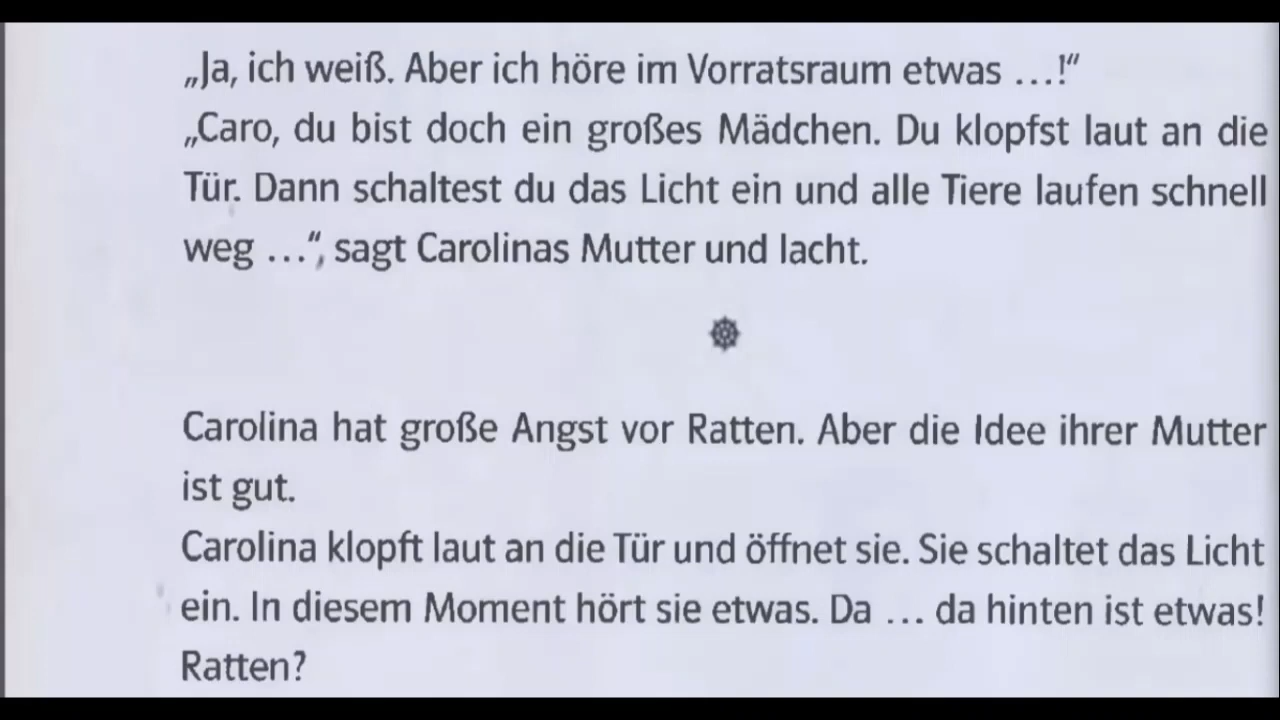 „Ja, ich weiß. Aber ich höre im Vorratsraum etwas …!“
„Caro, du bist doch ein großes Mädchen. Du klopfst laut an die
Tür. Dann schaltest du das Licht ein und alle Tiere laufen schnell
weg …“, sagt Carolinas Mutter und lacht.
Carolina hat große Angst vor Ratten. Aber die Idee ihrer Mutter
ist gut.
Carolina klopft laut an die Tür und öffnet sie. Sie schaltet das Licht
ein. In diesem Moment hört sie etwas. Da … da hinten ist etwas!
Ratten?